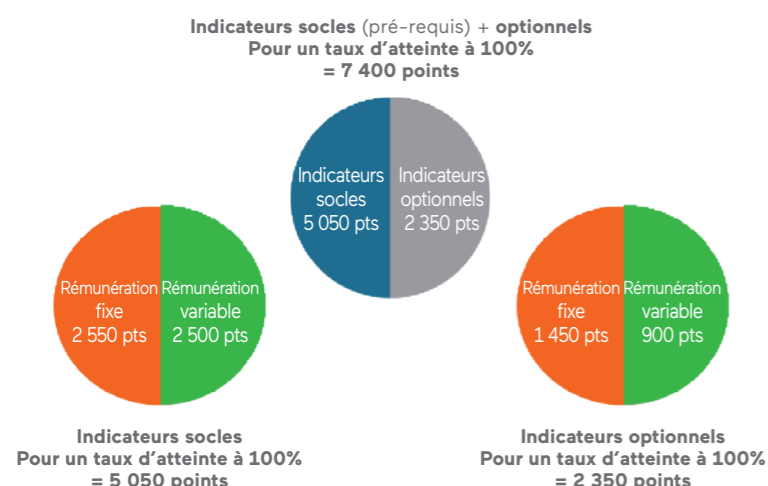 Indicateurs socles (pré-requis) + optionnels
Pour un taux d'atteinte à 100%
= 7 400 points
Indicateurs
socles
5 050 pts
Indicateurs
optionnels
2 350 pts
Rémunération
fixe
2 550 pts
Rémunération
variable
2 500 pts
Rémunération
fixe
1 450 pts
Rémunération
variable
900 pts
Indicateurs socles
Pour un taux d'atteinte à 100%
= 5 050 points
Indicateurs optionnels
Pour un taux d'atteinte à 100%
= 2 350 points